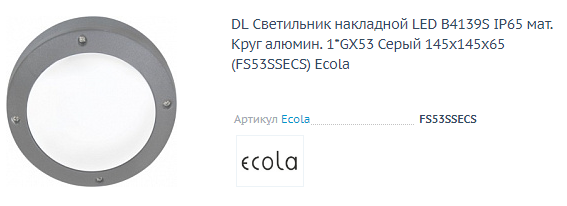 DL Светильник накладной LED B4139S IP65 мат.
Круг алюмин. 1*GX53 Серый 145x145x65
(FS53SSECS) Ecola
Артикул Ecola FS53SSECS
ecola